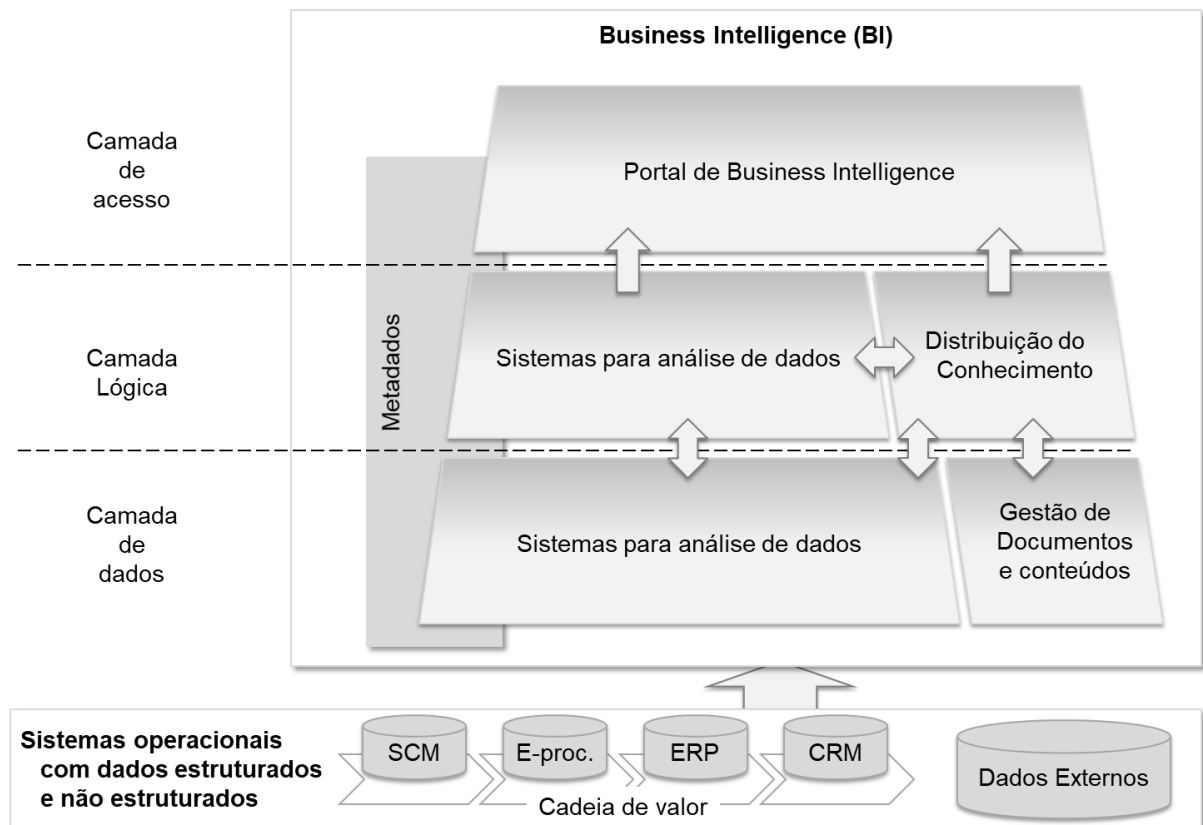 Business Intelligence (BI)
Camada
de
acesso
Portal de Business Intelligence
Camada
Lógica
Metadados
Sistemas para análise de dados
Distribuição do
Conhecimento
Camada
de
dados
Sistemas para análise de dados
Gestão de
Documentos
e conteúdos
Sistemas operacionais
com dados estruturados
e não estruturados
SCM
E-proc.
ERP
CRM
Cadeia de valor
Dados Externos